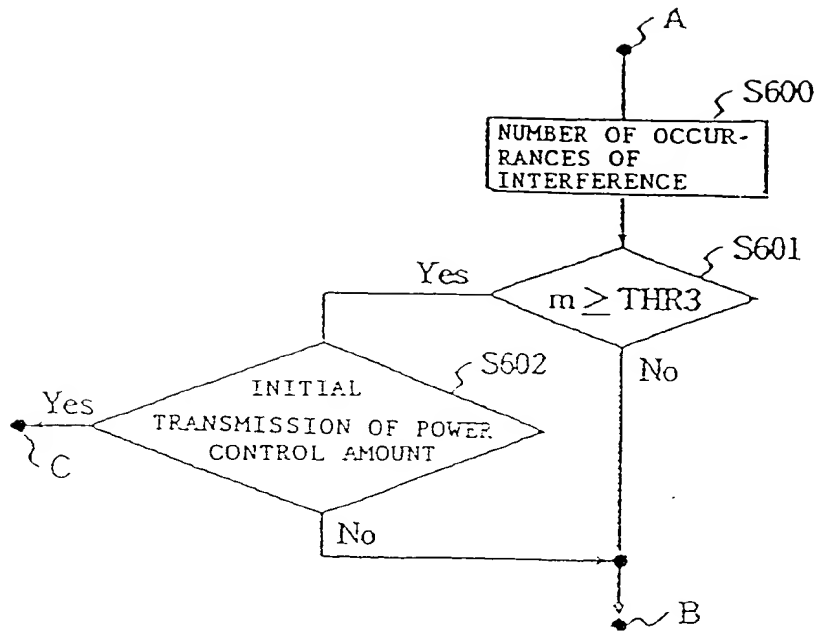 A
S600
NUMBER OF OCCUR-
RANCES OF
INTERFERENCE
S601
Yes
m ≥ THR3
No
S602
INITIAL
TRANSMISSION OF POWER
CONTROL AMOUNT
Yes
C
No
B